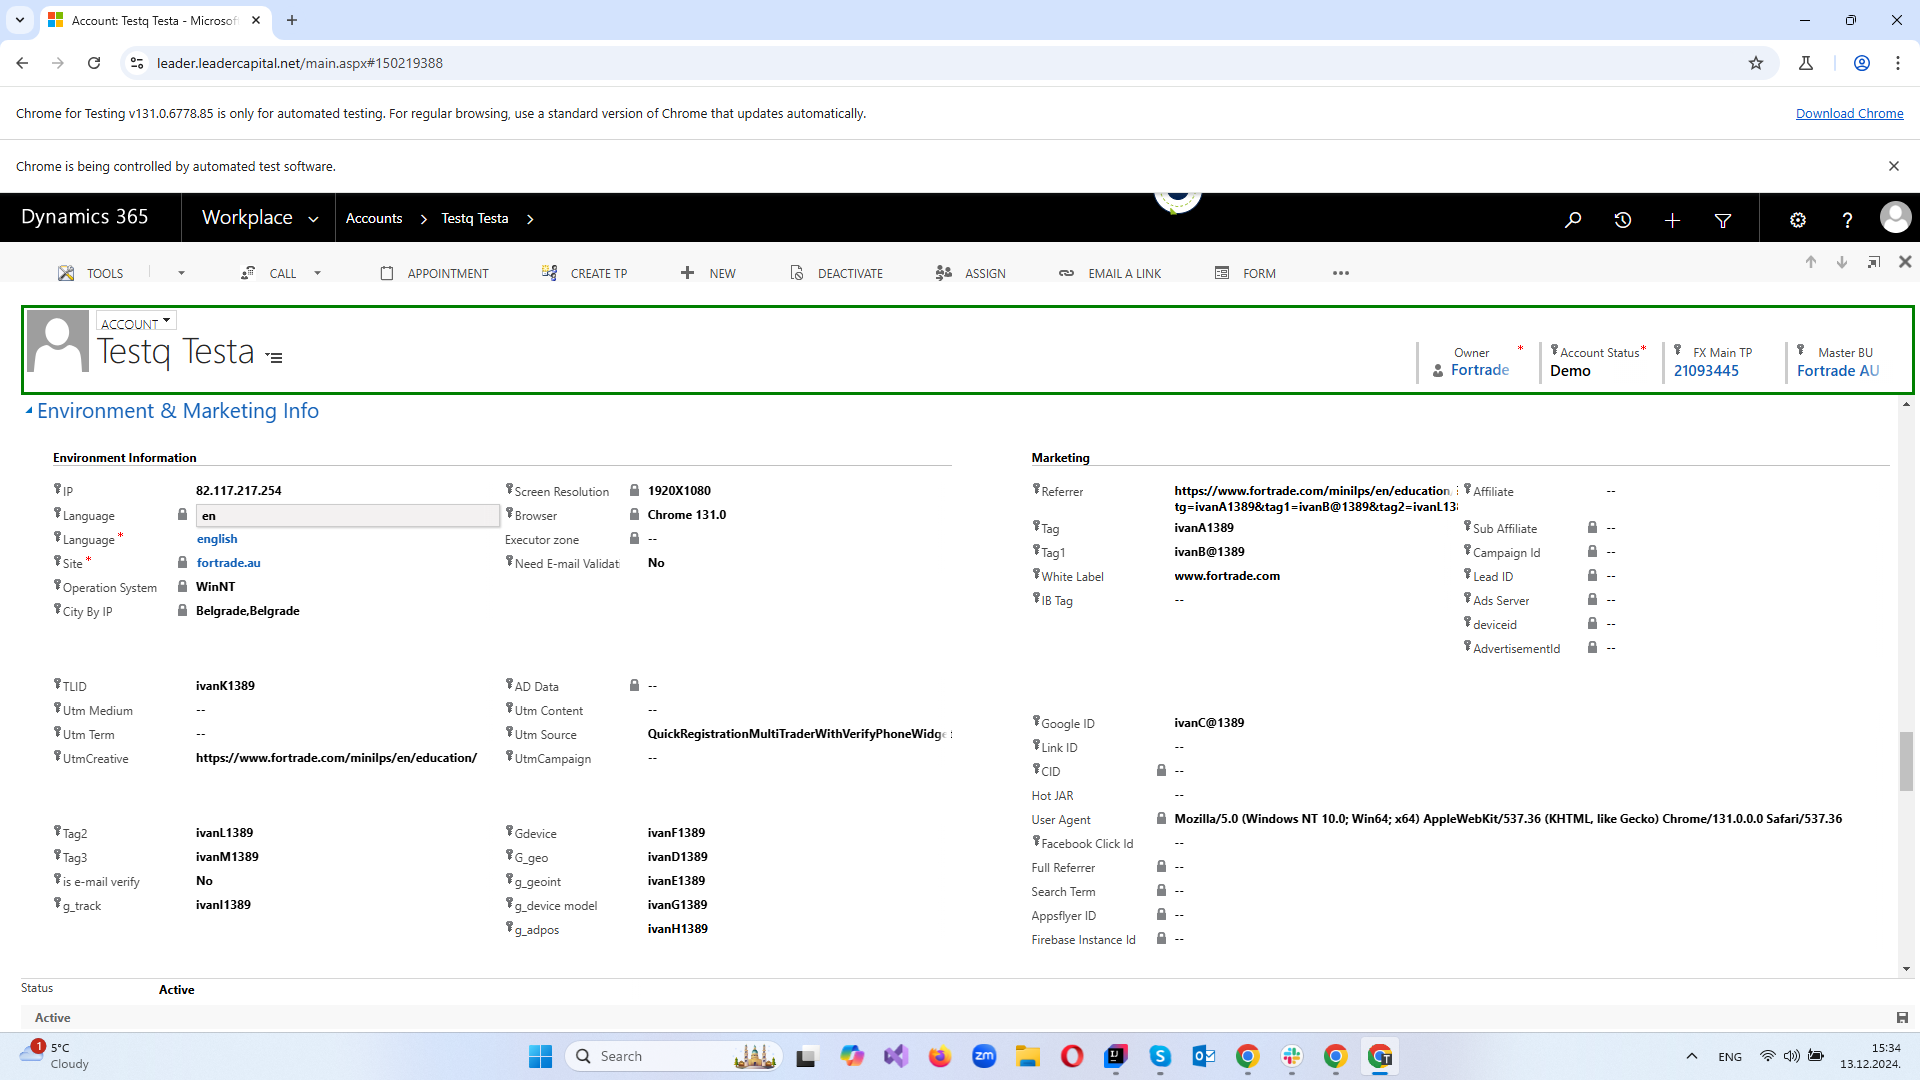 Account: Testq Testa - Microsof
leader.leadercapital.net/main.aspx#150219388
Chrome for Testing v131.0.6778.85 is only for automated testing. For regular browsing, use a standard version of Chrome that updates automatically.
Download Chrome
Chrome is being controlled by automated test software.
Dynamics 365
Workplace
Accounts
Testq Testa
TOOLS
CALL
APPOINTMENT
CREATE TP
NEW
DEACTIVATE
ASSIGN
EMAIL A LINK
FORM
ACCOUNT
Testq Testa
Owner *
Fortrade
Account Status *
Demo
FX Main TP
21093445
Master BU
Fortrade AU
Environment & Marketing Info
Environment Information
IP 82.117.217.254
Language en
Language * english
Site * fortrade.au
Operation System WinNT
City By IP Belgrade,Belgrade
Screen Resolution 1920X1080
Browser Chrome 131.0
Executor zone --
Need E-mail Validat No
TLID ivanK1389
Utm Medium --
Utm Term --
UtmCreative https://www.fortrade.com/minilps/en/education/
AD Data --
Utm Content --
Utm Source QuickRegistrationMultiTraderWithVerifyPhoneWidge
UtmCampaign --
Tag2 ivanL1389
Tag3 ivanM1389
is e-mail verify No
g_track ivanI1389
Gdevice ivanF1389
G_geo ivanD1389
g_geoint ivanE1389
g_device model ivanG1389
g_adpos ivanH1389
Marketing
Referrer https://www.fortrade.com/minilps/en/education
tg=ivanA1389&tag1=ivanB@1389&tag2=ivanL13
Tag ivanA1389
Tag1 ivanB@1389
White Label www.fortrade.com
IB Tag --
Affiliate --
Sub Affiliate --
Campaign Id --
Lead ID --
Ads Server --
deviceid --
AdvertisementId --
Google ID ivanC@1389
Link ID --
CID --
Hot JAR --
User Agent Mozilla/5.0 (Windows NT 10.0; Win64; x64) AppleWebKit/537.36 (KHTML, like Gecko) Chrome/131.0.0.0 Safari/537.36
Facebook Click Id --
Full Referrer --
Search Term --
Appsflyer ID --
Firebase Instance Id --
Status Active
Active
1
5°C
Cloudy
Search
zm
ENG
15:34
13.12.2024.